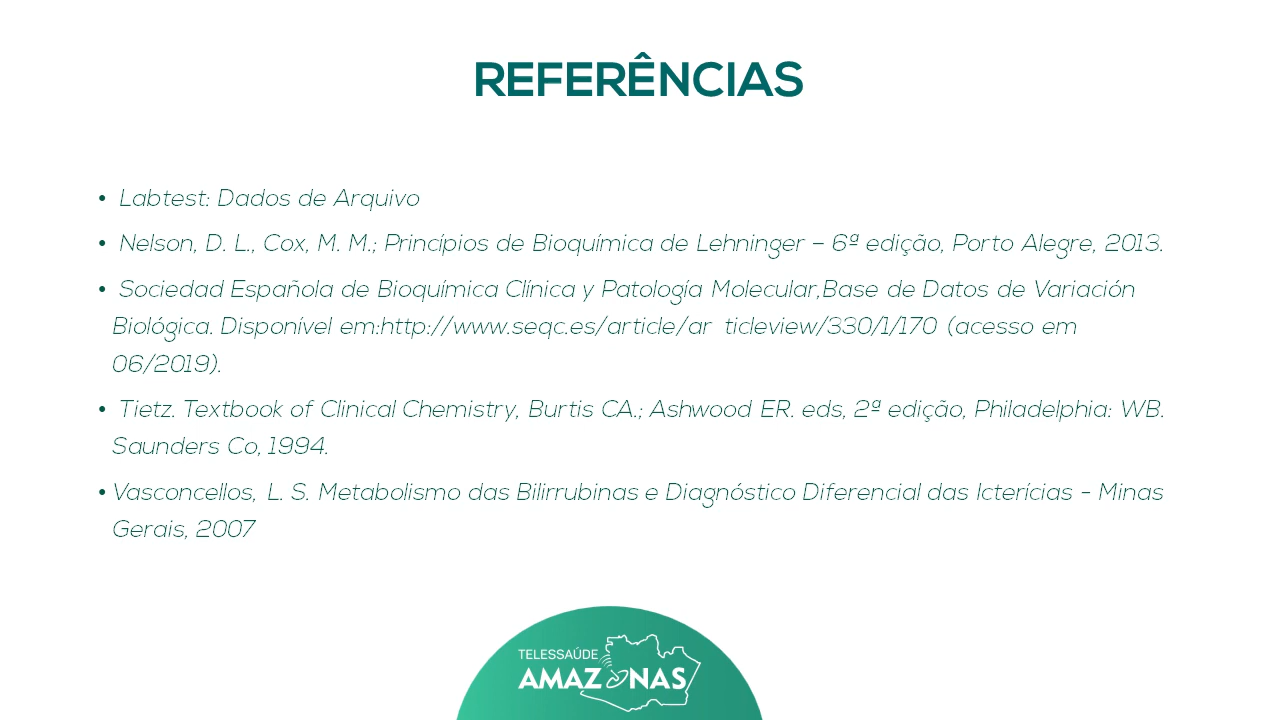 REFERÊNCIAS
• Labtest: Dados de Arquivo
• Nelson, D. L., Cox, M. M.; Princípios de Bioquímica de Lehninger – 6ª edição, Porto Alegre, 2013.
• Sociedad Española de Bioquímica Clínica y Patología Molecular,Base de Datos de Variación
Biológica. Disponível em:http://www.seqc.es/article/ar ticleview/330/1/170 (acesso em
06/2019).
• Tietz. Textbook of Clinical Chemistry, Burtis CA.; Ashwood ER. eds, 2ª edição, Philadelphia: WB.
Saunders Co, 1994.
• Vasconcellos, L. S. Metabolismo das Bilirrubinas e Diagnóstico Diferencial das Icterícias - Minas
Gerais, 2007
TELESSAÚDE
AMAZONAS